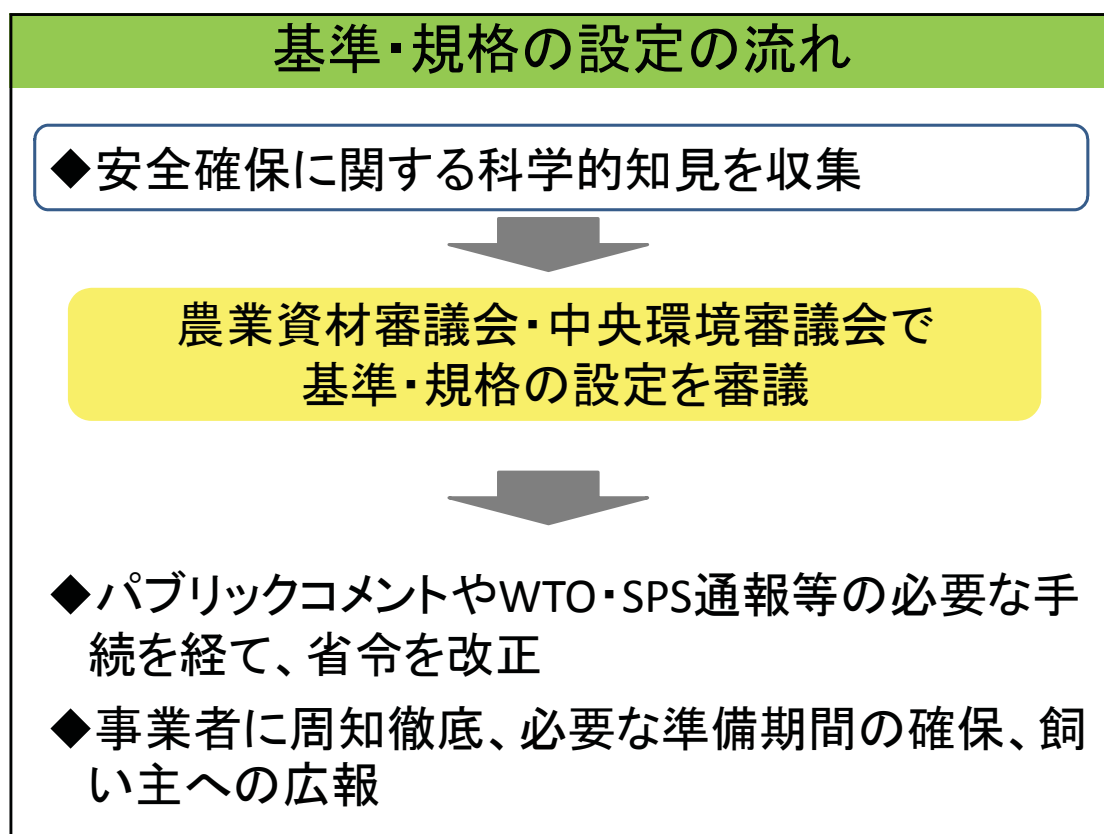 基準・規格の設定の流れ
◆安全確保に関する科学的知見を収集
農業資材審議会・中央環境審議会で
基準・規格の設定を審議
◆パブリックコメントやWTO・SPS通報等の必要な手
続を経て、省令を改正
◆事業者に周知徹底、必要な準備期間の確保、飼
い主への広報